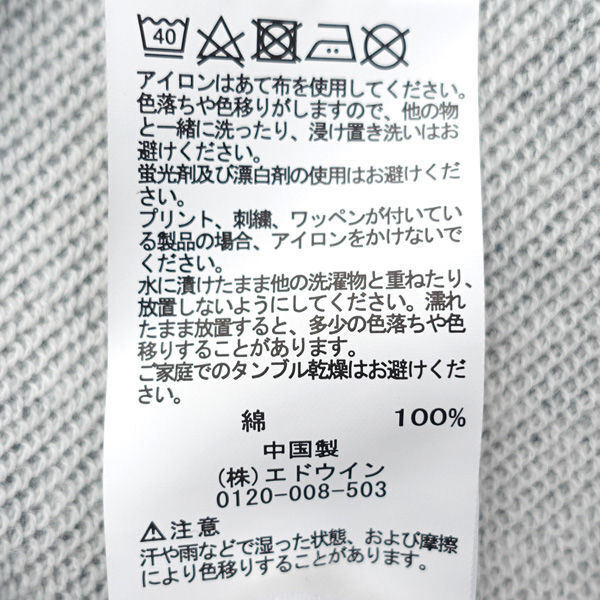 40
アイロンはあて布を使用してください。
色落ちや色移りがしますので、他の物
と一緒に洗ったり、浸け置き洗いはお
避けください。
蛍光剤及び漂白剤の使用はお避けくだ
さい。
プリント、刺繍、ワッペンが付いてい
る製品の場合、アイロンをかけないで
ください。
水に漬けたまま他の洗濯物と重ねたり、
放置しないようにしてください。濡れ
たまま放置すると、多少の色落ちや色
移りすることがあります。
ご家庭でのタンブル乾燥はお避けくだ
さい。
綿 100%
中国製
(株)エドウイン
0120-008-503
⚠注意
汗や雨などで湿った状態、および摩擦
により色移りすることがあります。